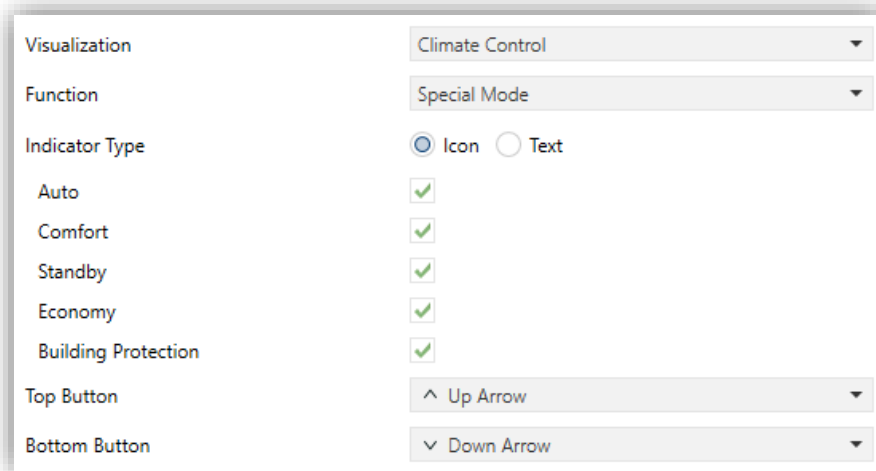 Visualization Climate Control
Function Special Mode
Indicator Type Icon Text
Auto
Comfort
Standby
Economy
Building Protection
Top Button Up Arrow
Bottom Button Down Arrow